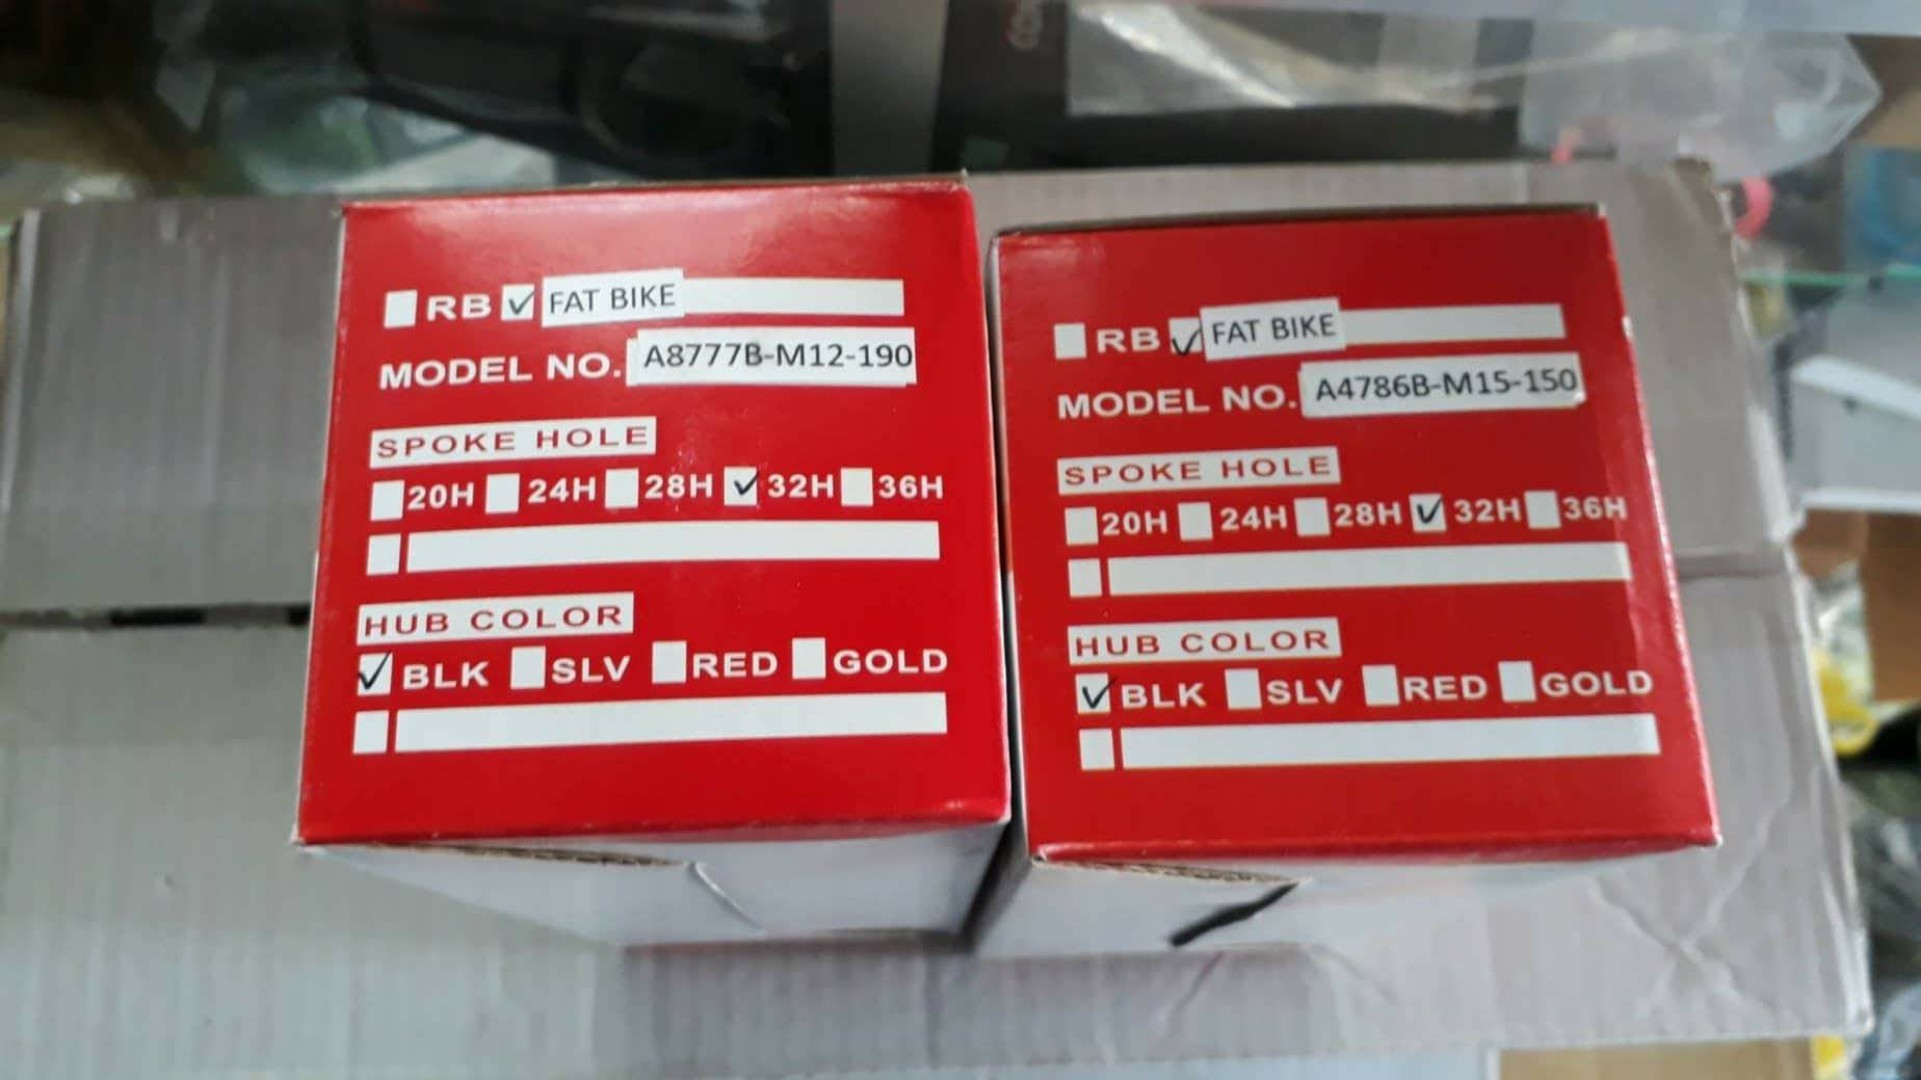 RB ✓ FAT BIKE
MODEL NO. A8777B-M12-190
SPOKE HOLE
20H 24H 28H ✓ 32H 36H
HUB COLOR
✓ BLK SLV RED GOLD
RB ✓ FAT BIKE
MODEL NO. A4786B-M15-150
SPOKE HOLE
20H 24H 28H ✓ 32H 36H
HUB COLOR
✓ BLK SLV RED GOLD